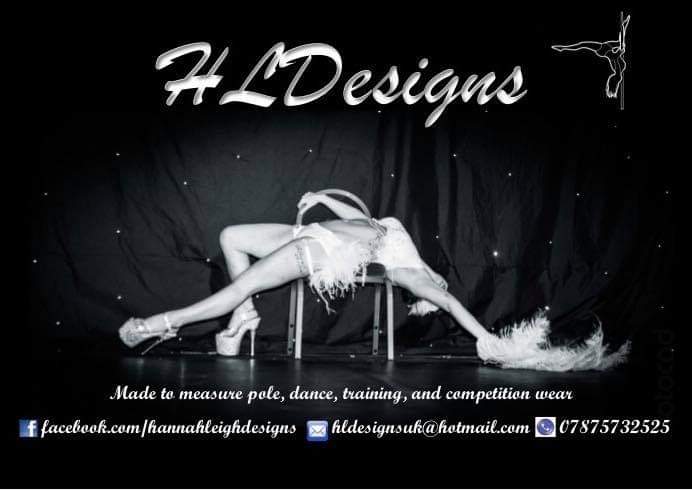 HLDesigns
Made to measure pole, dance, training, and competition wear
facebook.com/hannahleighdesigns hldesignsuk@hotmail.com 07875732525